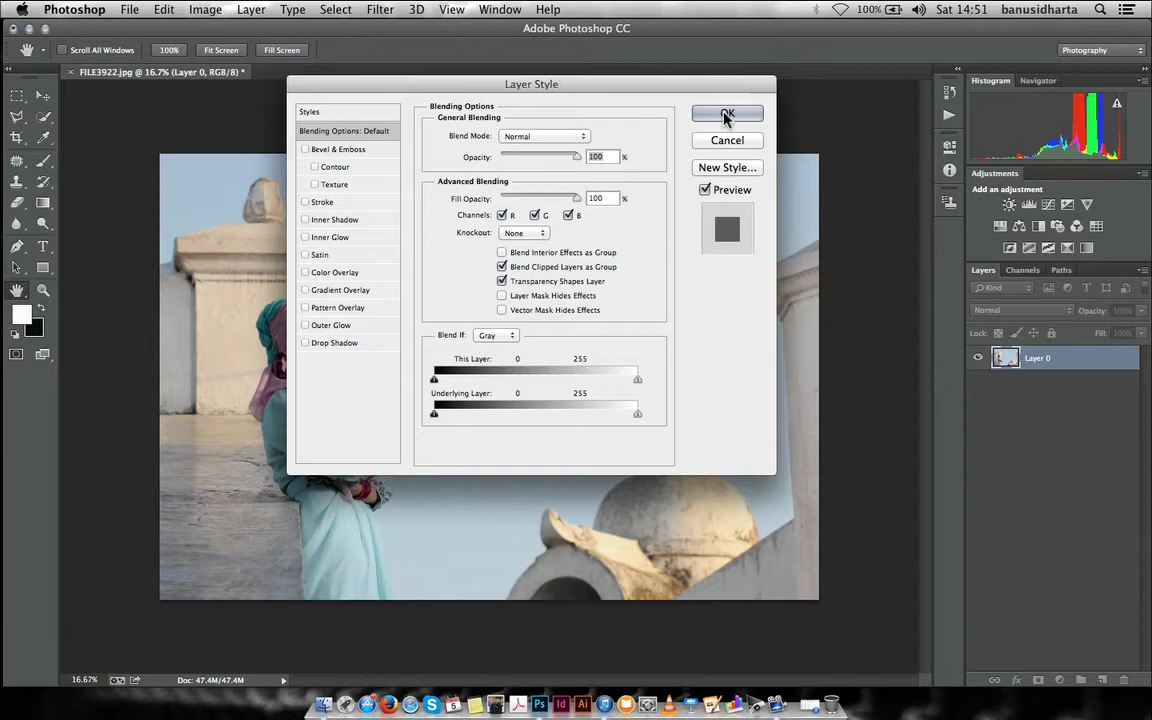 Photoshop File Edit Image Layer Type Select Filter 3D View Window Help 100% Sat 14:51 banusidharta
Adobe Photoshop CC
Scroll All Windows 100% Fit Screen Fill Screen Photography
× FILE3922.jpg @ 16.7% (Layer 0, RGB/8) *
Layer Style
Styles
Blending Options: Default
Bevel & Emboss
Contour
Texture
Stroke
Inner Shadow
Inner Glow
Satin
Color Overlay
Gradient Overlay
Pattern Overlay
Outer Glow
Drop Shadow
Blending Options
General Blending
Blend Mode: Normal
Opacity: 100 %
Advanced Blending
Fill Opacity: 100 %
Channels: R G B
Knockout: None
Blend Interior Effects as Group
Blend Clipped Layers as Group
Transparency Shapes Layer
Layer Mask Hides Effects
Vector Mask Hides Effects
Blend If: Gray
This Layer: 0 255
Underlying Layer: 0 255
OK
Cancel
New Style...
Preview
Histogram Navigator
Adjustments
Add an adjustment
Layers Channels Paths
Kind
Normal Opacity: 100%
Lock: Fill: 100%
Layer 0
16.67% Doc: 47.4M/47.4M